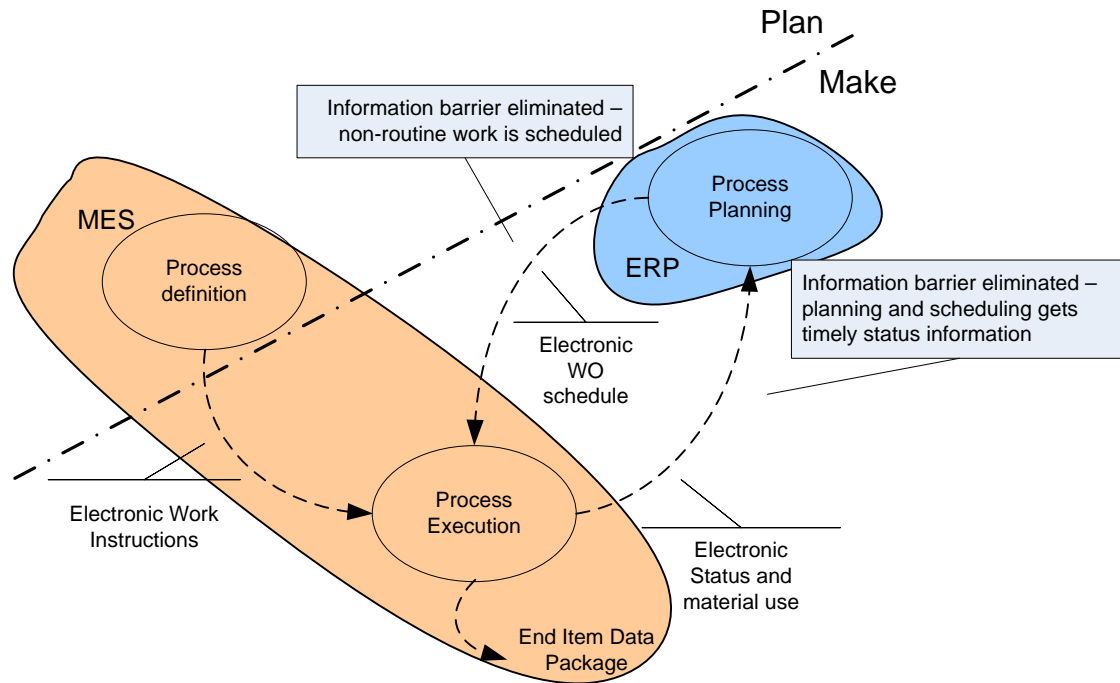 Plan
Make
Information barrier eliminated –
non-routine work is scheduled
MES
Process
definition
Process
Planning
ERP
Information barrier eliminated –
planning and scheduling gets
timely status information
Electronic
WO
schedule
Electronic Work
Instructions
Process
Execution
Electronic
Status and
material use
End Item Data
Package